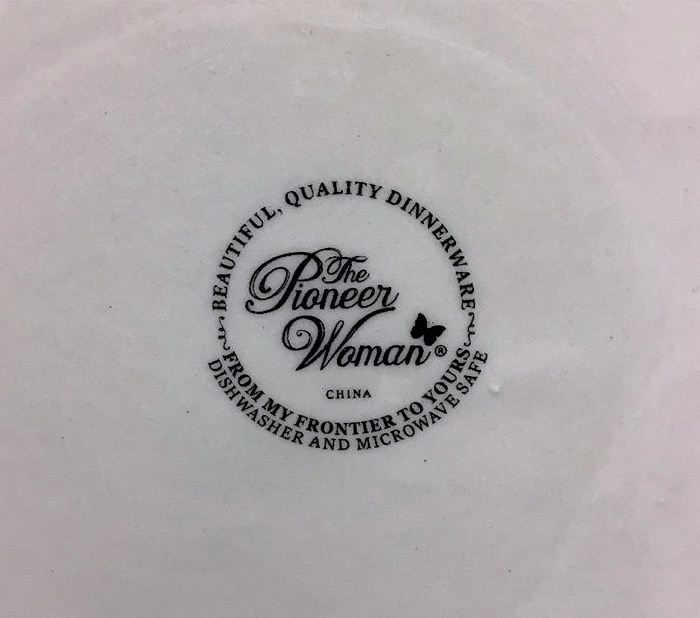 BEAUTIFUL, QUALITY DINNERWARE
The
Pioneer
Woman®
CHINA
FROM MY FRONTIER TO YOURS
DISHWASHER AND MICROWAVE SAFE